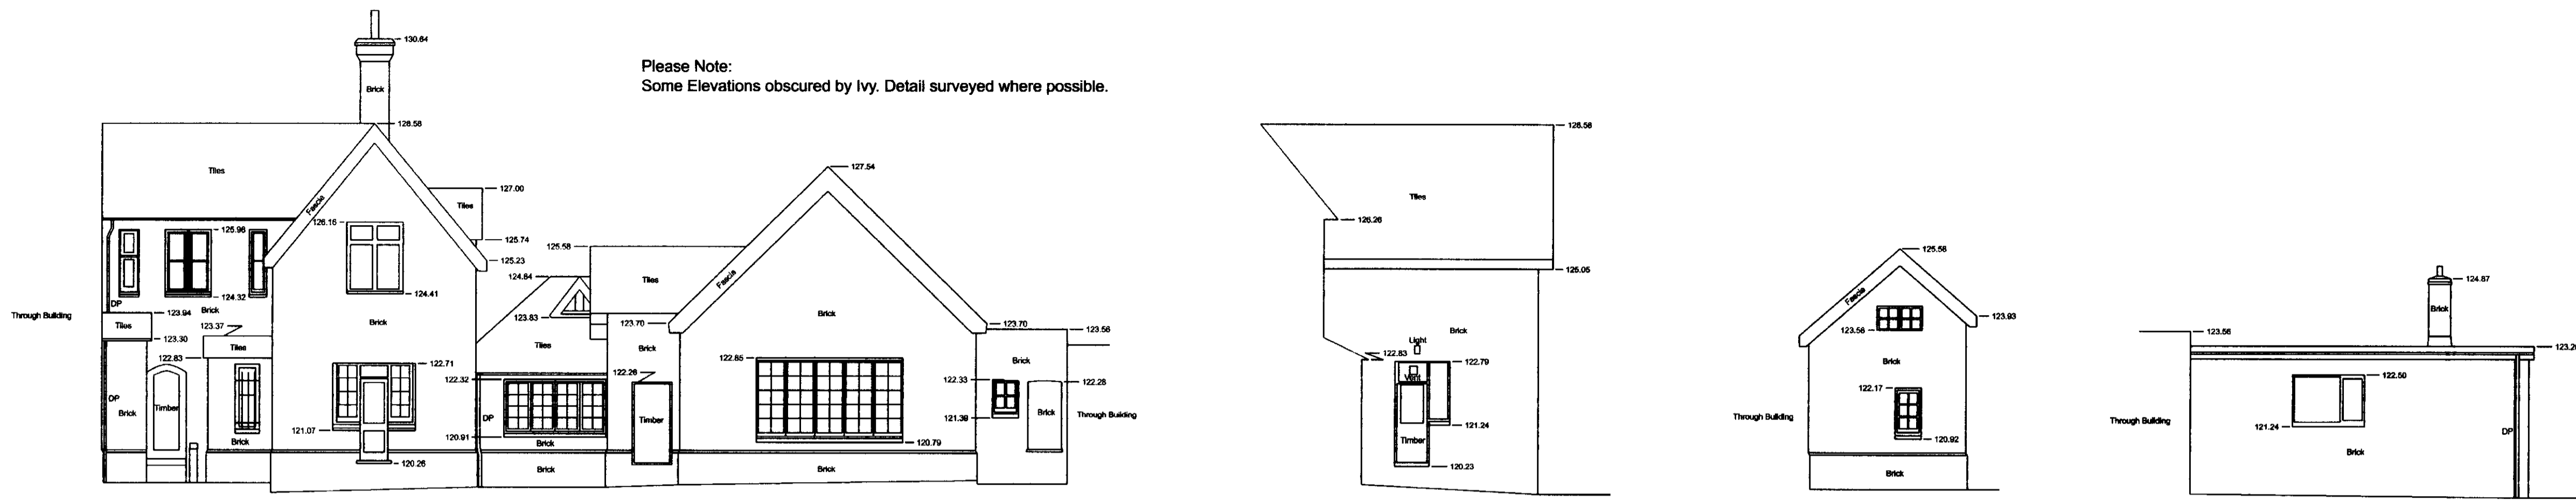 Please Note:
Some Elevations obscured by Ivy. Detail surveyed where possible.
130.64
Brick
128.58
Tiles
127.00
Tiles
Fascia
126.16
125.98
125.74
125.23
124.32
124.41
DP
Brick
Through Building
123.94
Tiles
123.37
Brick
123.30
Tiles
122.83
122.71
DP
Brick
Timber
121.07
Brick
120.26
127.54
125.58
Tiles
124.84
Fascia
123.83
123.70
Brick
123.70
123.56
Tiles
Brick
Brick
122.85
122.26
122.32
122.33
122.28
DP
Timber
121.39
Brick
Through Building
120.91
Brick
120.79
Brick
Brick
128.58
Tiles
126.26
125.05
Brick
Light
122.83
122.79
Vent
121.24
Timber
120.23
125.58
Fascia
123.93
123.56
Brick
122.17
Through Building
120.92
Brick
124.87
Brick
123.56
123.20
122.50
Through Building
121.24
DP
Brick